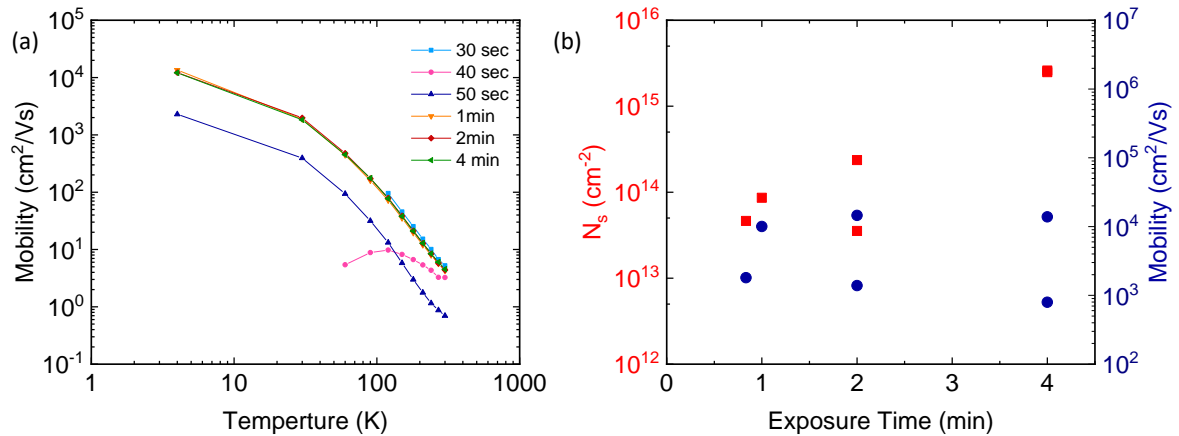 (a)
10^5
10^4
10^3
10^2
10^1
10^0
10^-1
Mobility (cm^2/Vs)
1
10
100
1000
Temperture (K)
30 sec
40 sec
50 sec
1min
2min
4 min
(b)
10^16
10^15
10^14
10^13
10^12
N_s (cm^-2)
0
1
2
3
4
Exposure Time (min)
10^7
10^6
10^5
10^4
10^3
10^2
Mobility (cm^2/Vs)